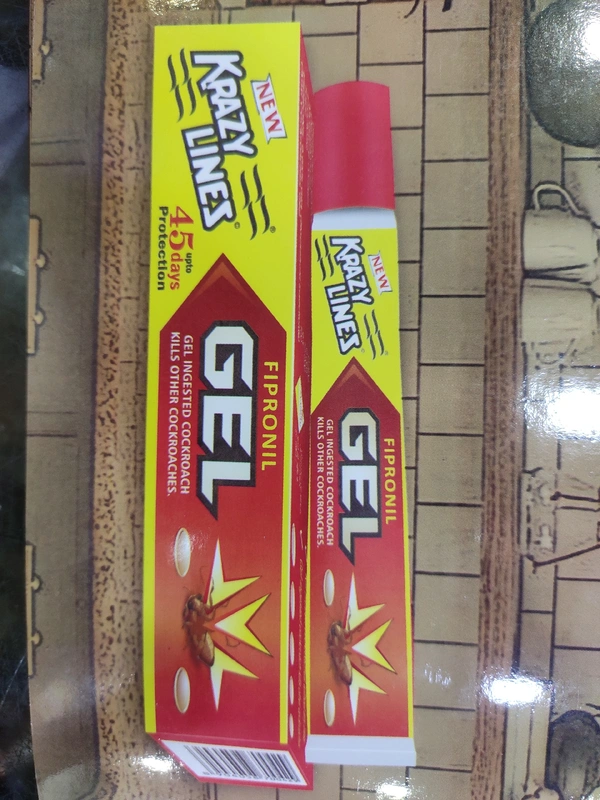 NEW
KRAZY
LINES
upto
45 days
Protection
FIPRONIL
GEL
GEL INGESTED COCKROACH
KILLS OTHER COCKROACHES.
NEW
KRAZY
LINES
FIPRONIL
GEL
GEL INGESTED COCKROACH
KILLS OTHER COCKROACHES.